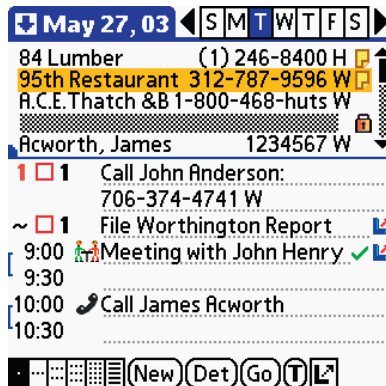 May 27, 03 S M T W T F S
84 Lumber (1) 246-8400 H
95th Restaurant 312-787-9596 W
A.C.E.Thatch &B 1-800-468-huts W
Acworth, James 1234567 W
1 1 Call John Anderson:
706-374-4741 W
~ 1 File Worthington Report
9:00 Meeting with John Henry
9:30
10:00 Call James Acworth
10:30
New Det Go T